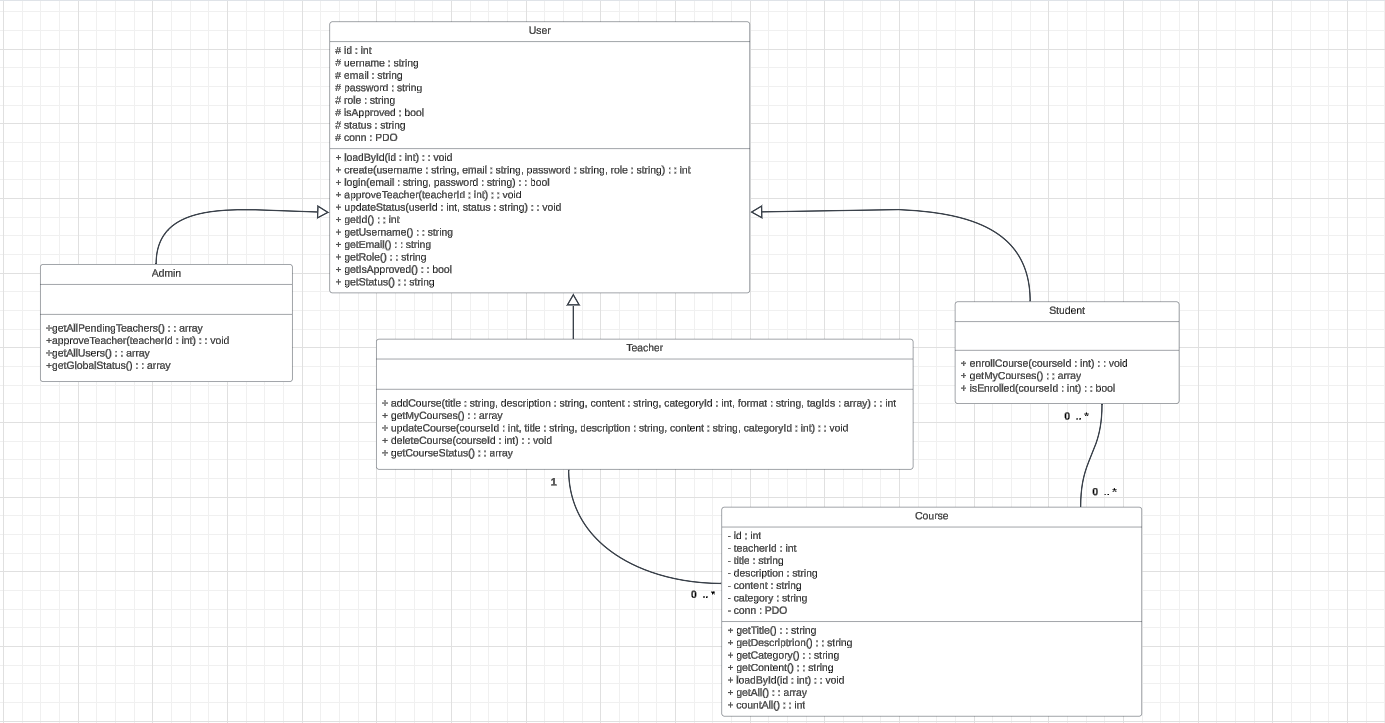 User
# id : int
# uername : string
# email : string
# password : string
# role : string
# isApproved : bool
# status : string
# conn : PDO
+ loadById(id : int) : : void
+ create(username : string, email : string, password : string, role : string) : : int
+ login(email : string, password : string) : : bool
+ approveTeacher(teacherId : int) : : void
+ updateStatus(userId : int, status : string) : : void
+ getId() : : int
+ getUsername() : : string
+ getEmail() : : string
+ getRole() : : string
+ getIsApproved() : : bool
+ getStatus() : : string
Admin
+getAllPendingTeachers() : : array
+approveTeacher(teacherId : int) : : void
+getAllUsers() : : array
+getGlobalStatus() : : array
Student
+ enrollCourse(courseId : int) : : void
+ getMyCourses() : : array
+ isEnrolled(courseId : int) : : bool
Teacher
+ addCourse(title : string, description : string, content : string, categoryId : int, format : string, tagIds : array) : : int
+ getMyCourses() : : array
+ updateCourse(courseId : int, title : string, description : string, content : string, categoryId : int) : : void
+ deleteCourse(courseId : int) : : void
+ getCourseStatus() : : array
0 .. *
1
0 .. *
0 .. *
Course
- id : int
- teacherId : int
- title : string
- description : string
- content : string
- category : string
- conn : PDO
+ getTitle() : : string
+ getDescriptrion() : : string
+ getCategory() : : string
+ getContent() : : string
+ loadById(id : int) : : void
+ getAll() : : array
+ countAll() : : int